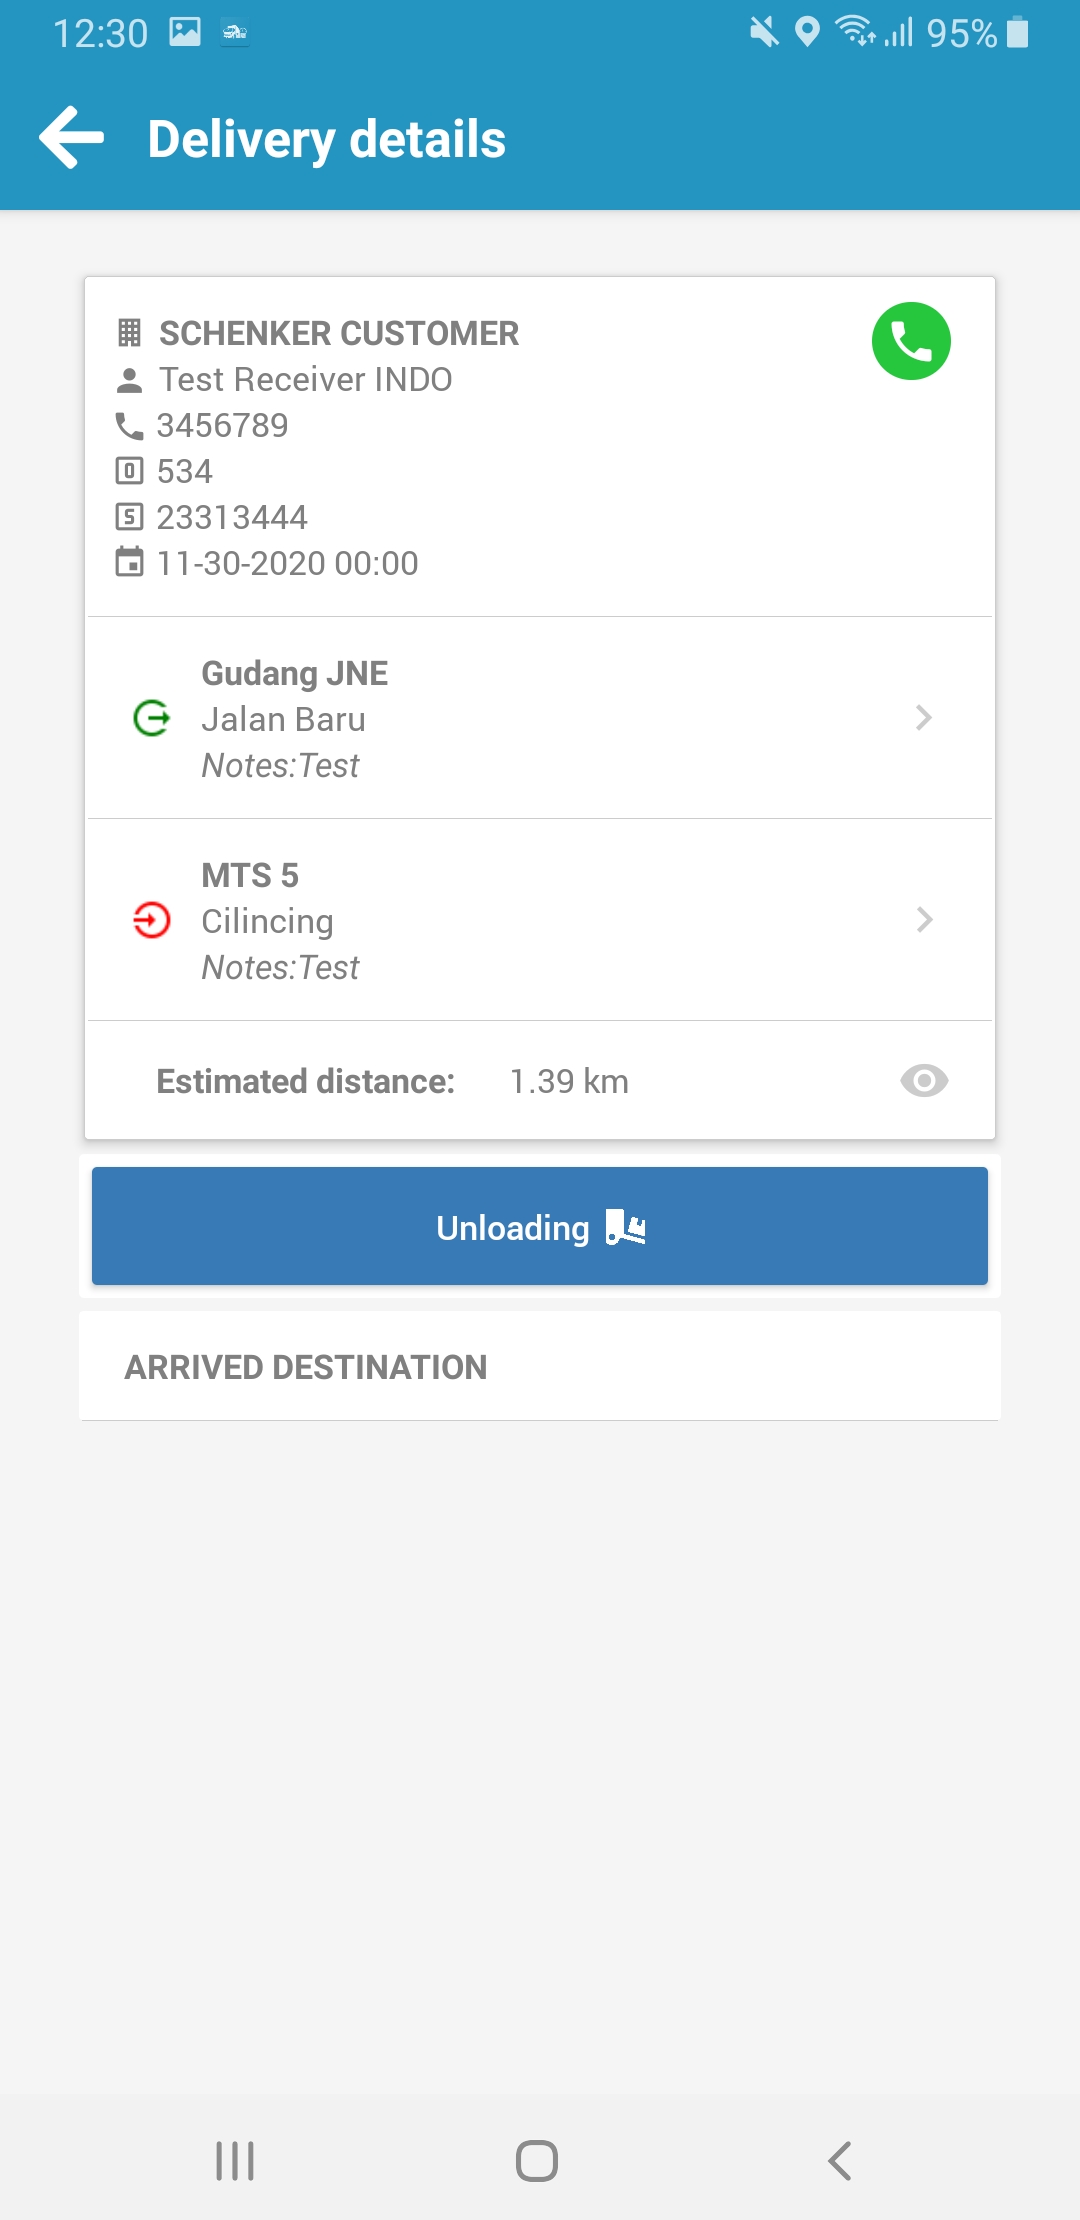 12:30
95%
Delivery details
SCHENKER CUSTOMER
Test Receiver INDO
3456789
534
23313444
11-30-2020 00:00
Gudang JNE
Jalan Baru
Notes:Test
MTS 5
Cilincing
Notes:Test
Estimated distance: 1.39 km
Unloading
ARRIVED DESTINATION